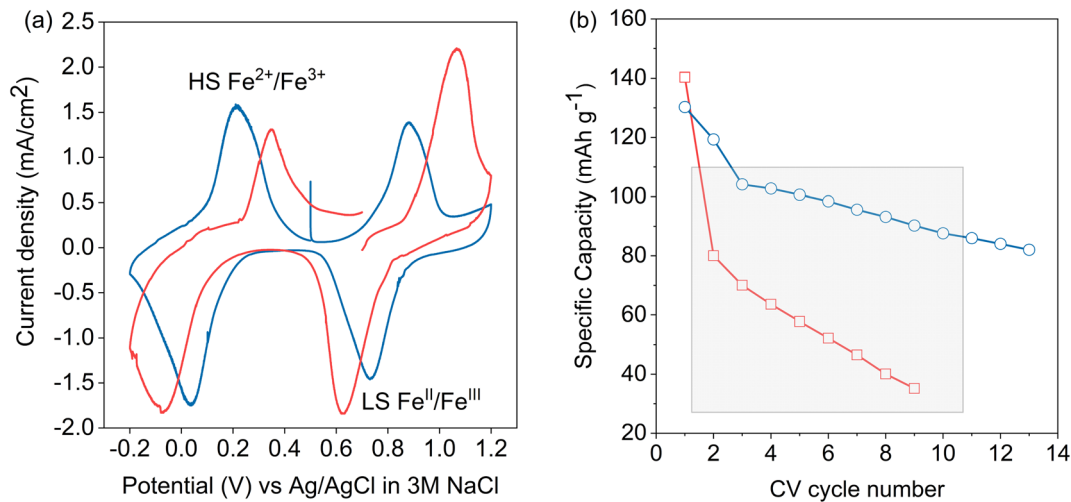 (a)
2.5
2.0
1.5
1.0
0.5
0.0
-0.5
-1.0
-1.5
-2.0
Current density (mA/cm2)
HS Fe²⁺/Fe³⁺
LS Feᴵᴵ/Feᴵᴵᴵ
-0.2 0.0 0.2 0.4 0.6 0.8 1.0 1.2
Potential (V) vs Ag/AgCl in 3M NaCl
(b)
160
140
120
100
80
60
40
20
Specific Capacity (mAh g⁻¹)
0 2 4 6 8 10 12 14
CV cycle number